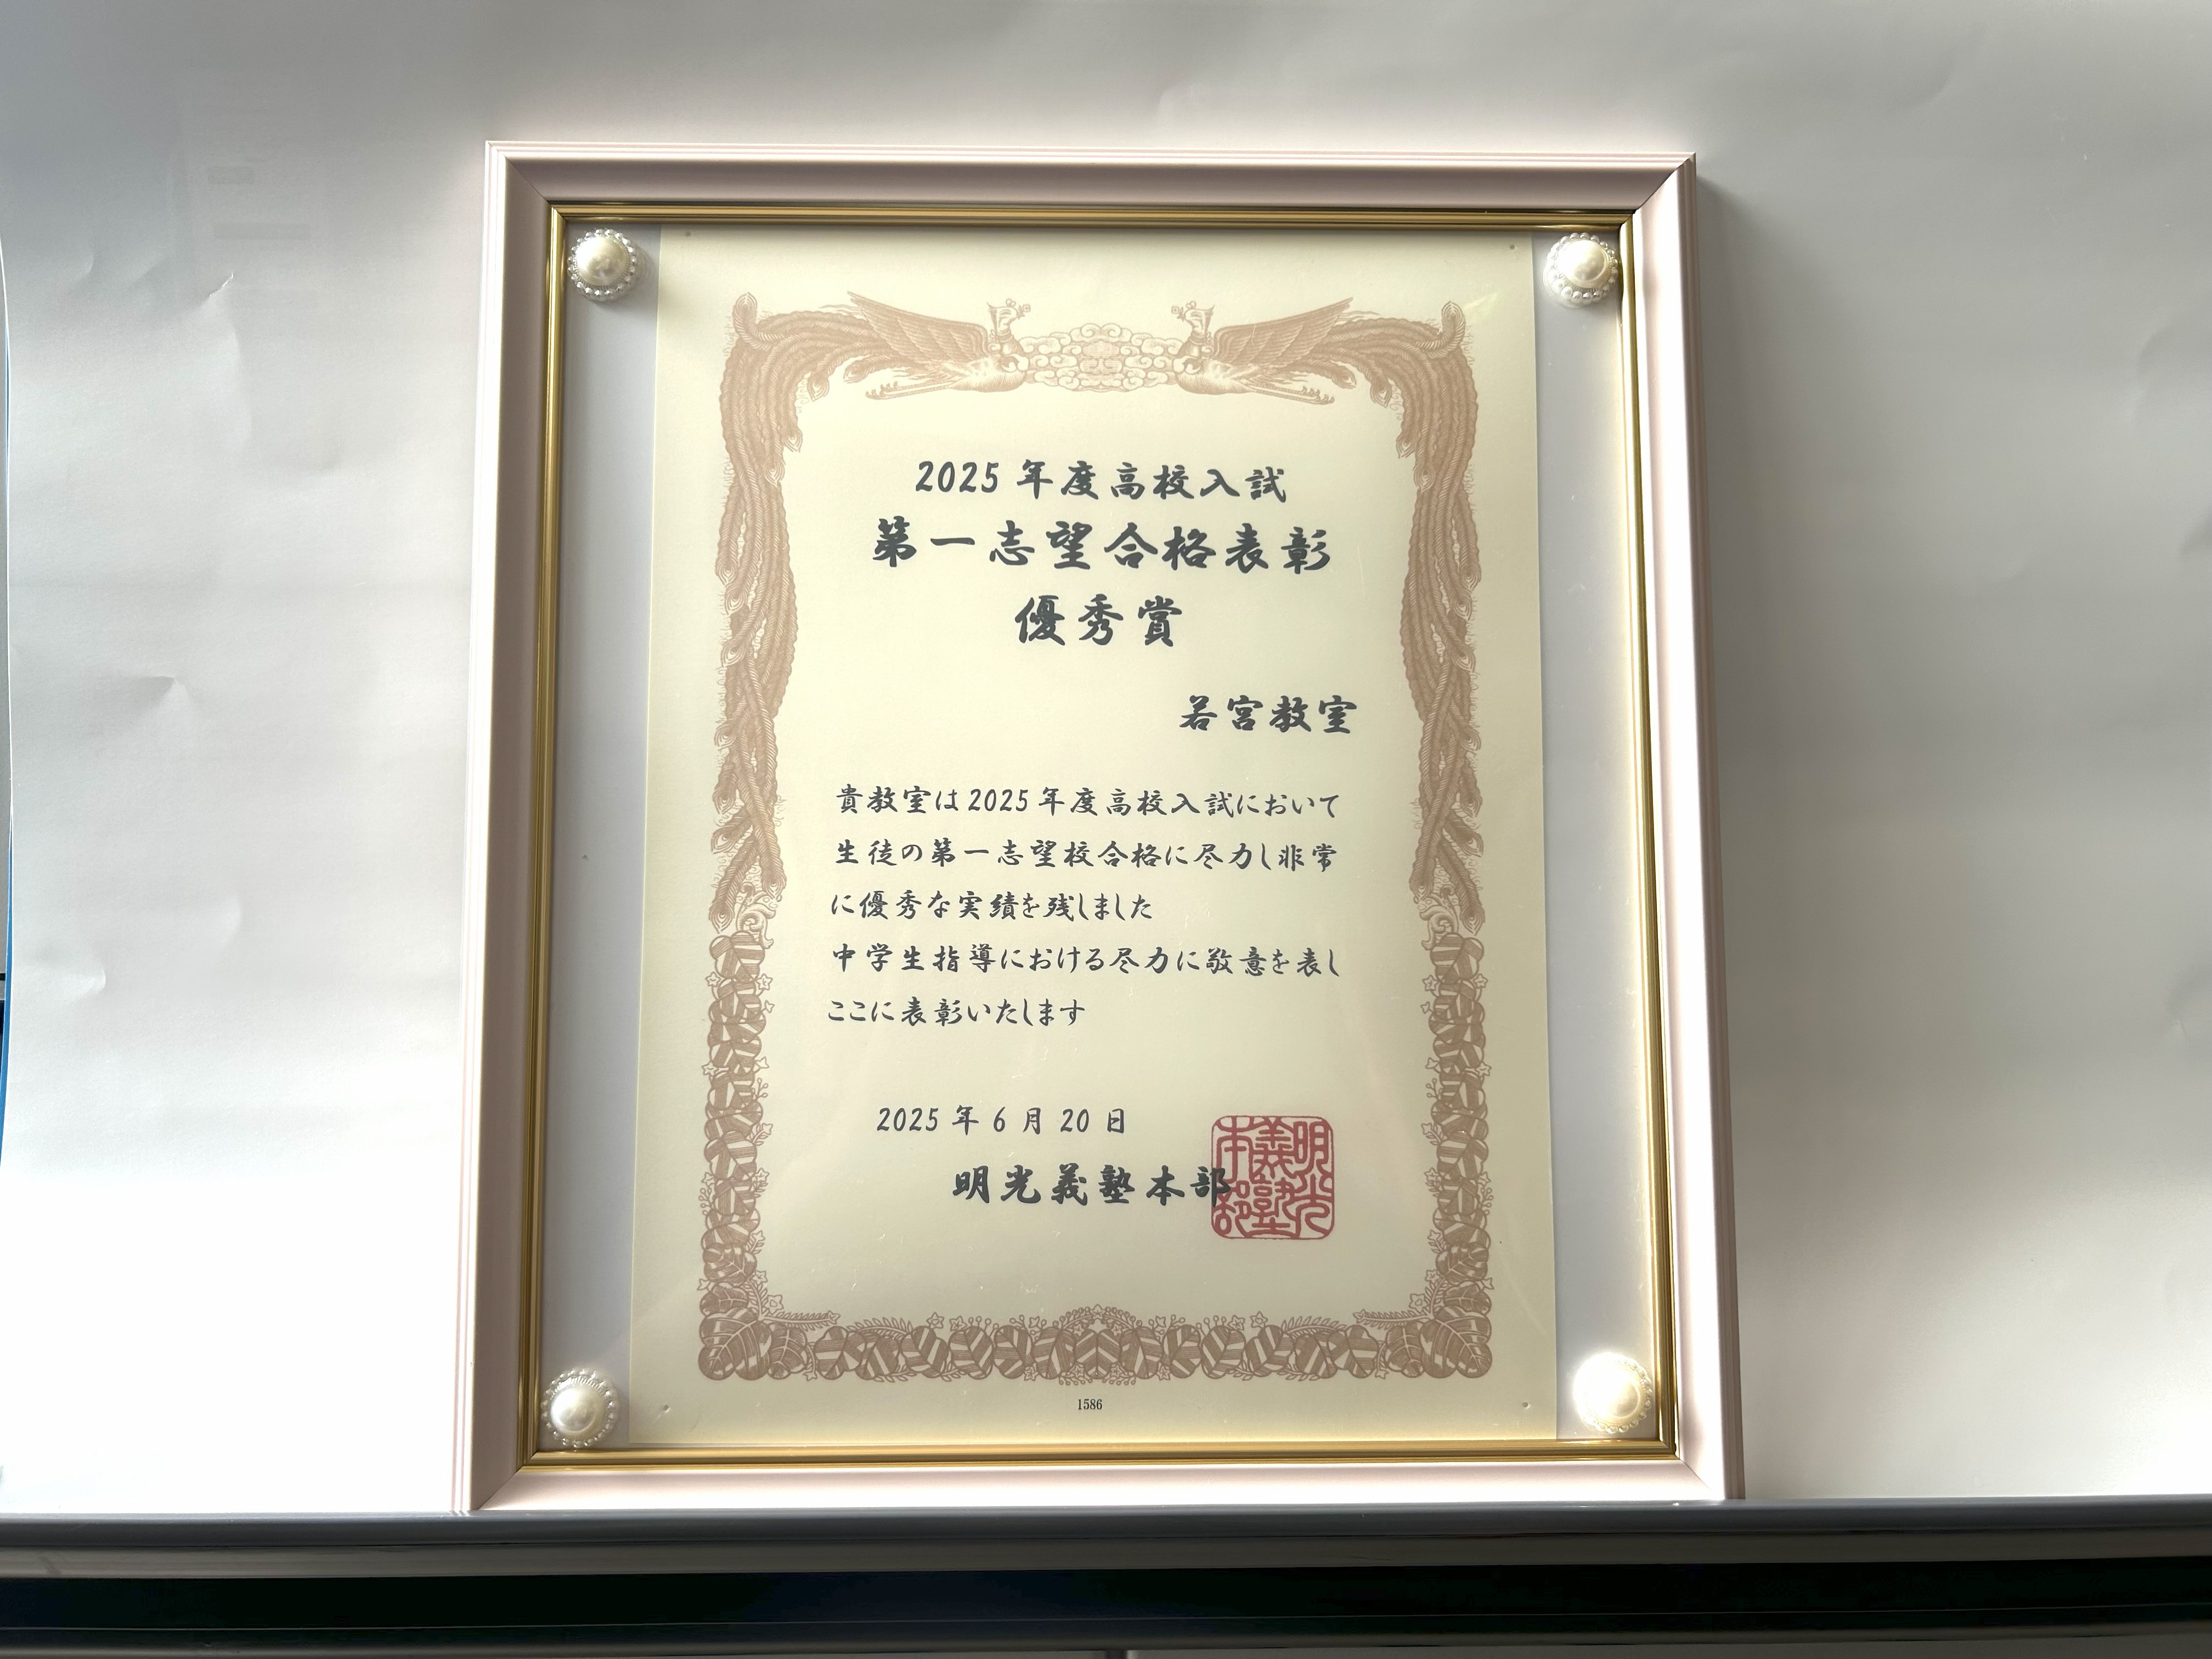 2025年度高校入試
第一志望合格表彰
優秀賞
若宮教室
貴教室は2025年度高校入試において
生徒の第一志望校合格に尽力し非常
に優秀な実績を残しました
中学生指導における尽力に敬意を表し
ここに表彰いたします
2025年6月20日
明光義塾本部
明光義塾本部
1586